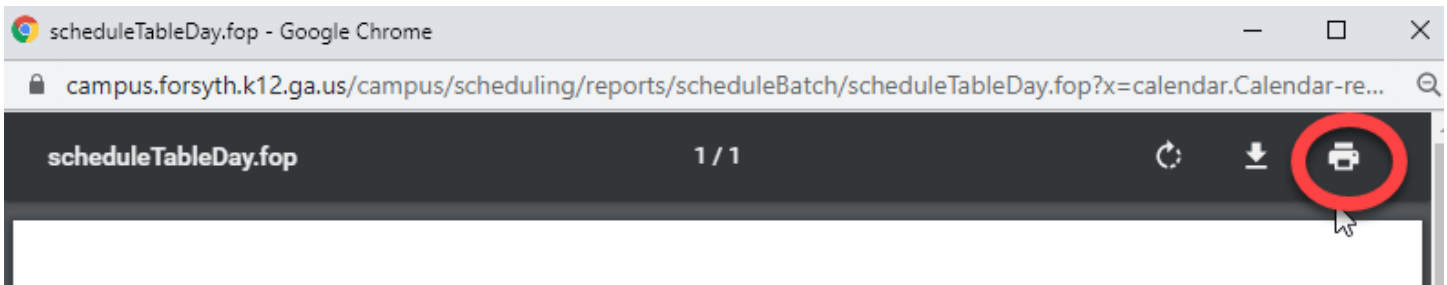 scheduleTableDay.fop - Google Chrome
campus.forsyth.k12.ga.us/campus/scheduling/reports/scheduleBatch/scheduleTableDay.fop?x=calendar.Calendar-re...
scheduleTableDay.fop 1 / 1